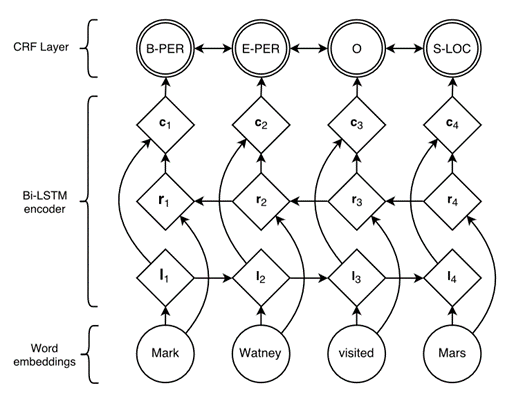 CRF Layer
B-PER E-PER O S-LOC
c1 c2 c3 c4
Bi-LSTM
encoder
r1 r2 r3 r4
l1 l2 l3 l4
Word
embeddings
Mark Watney visited Mars